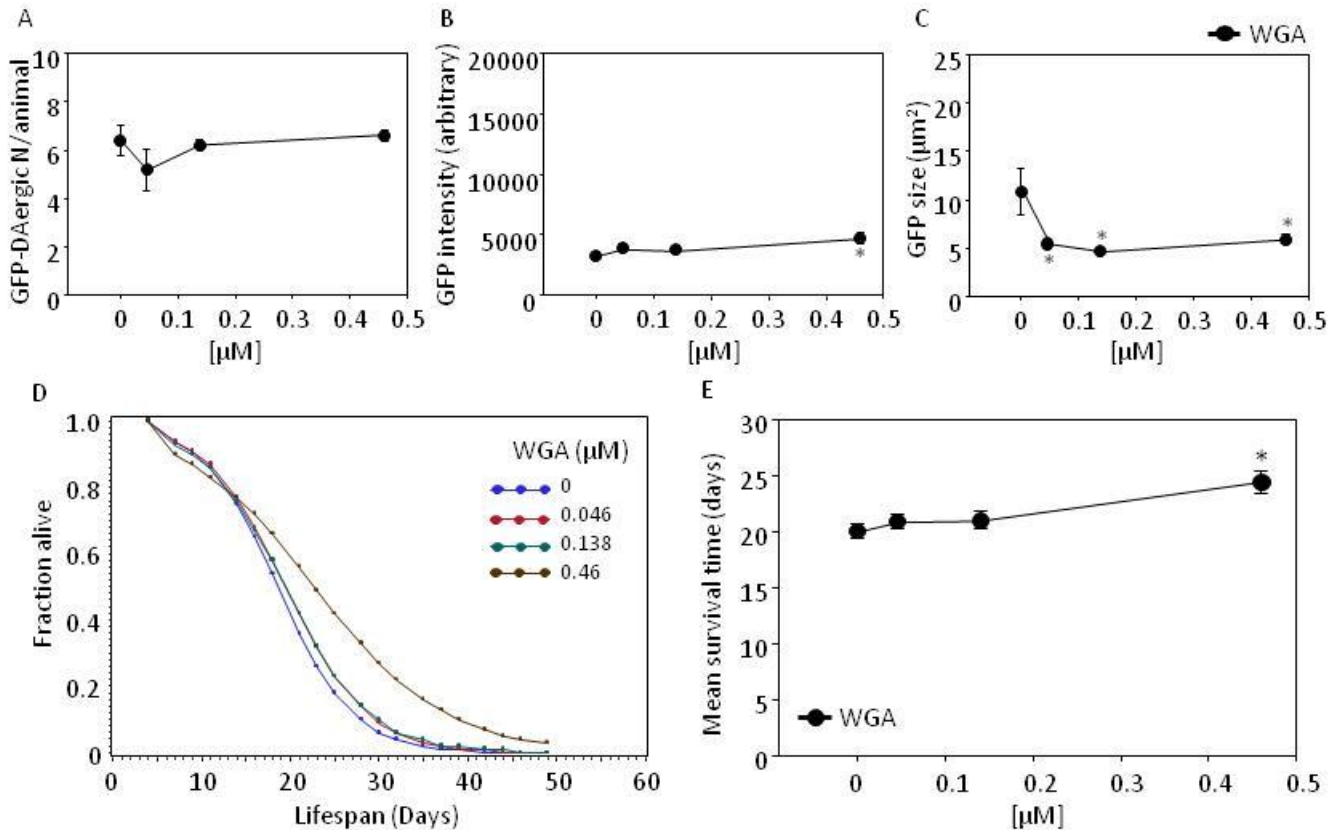 A
GFP-DAergic N/animal
10
8
6
4
2
0
0 0.1 0.2 0.3 0.4 0.5
[µM]
B
GFP intensity (arbitrary)
20000
15000
10000
5000
0
*
0 0.1 0.2 0.3 0.4 0.5
[µM]
C
WGA
GFP size (µm²)
25
20
15
10
5
0
* * *
0 0.1 0.2 0.3 0.4 0.5
[µM]
D
Fraction alive
1.0
0.8
0.6
0.4
0.2
0
WGA (µM)
0
0.046
0.138
0.46
0 10 20 30 40 50 60
Lifespan (Days)
E
Mean survival time (days)
30
25
20
15
10
5
0
*
WGA
0 0.1 0.2 0.3 0.4 0.5
[µM]